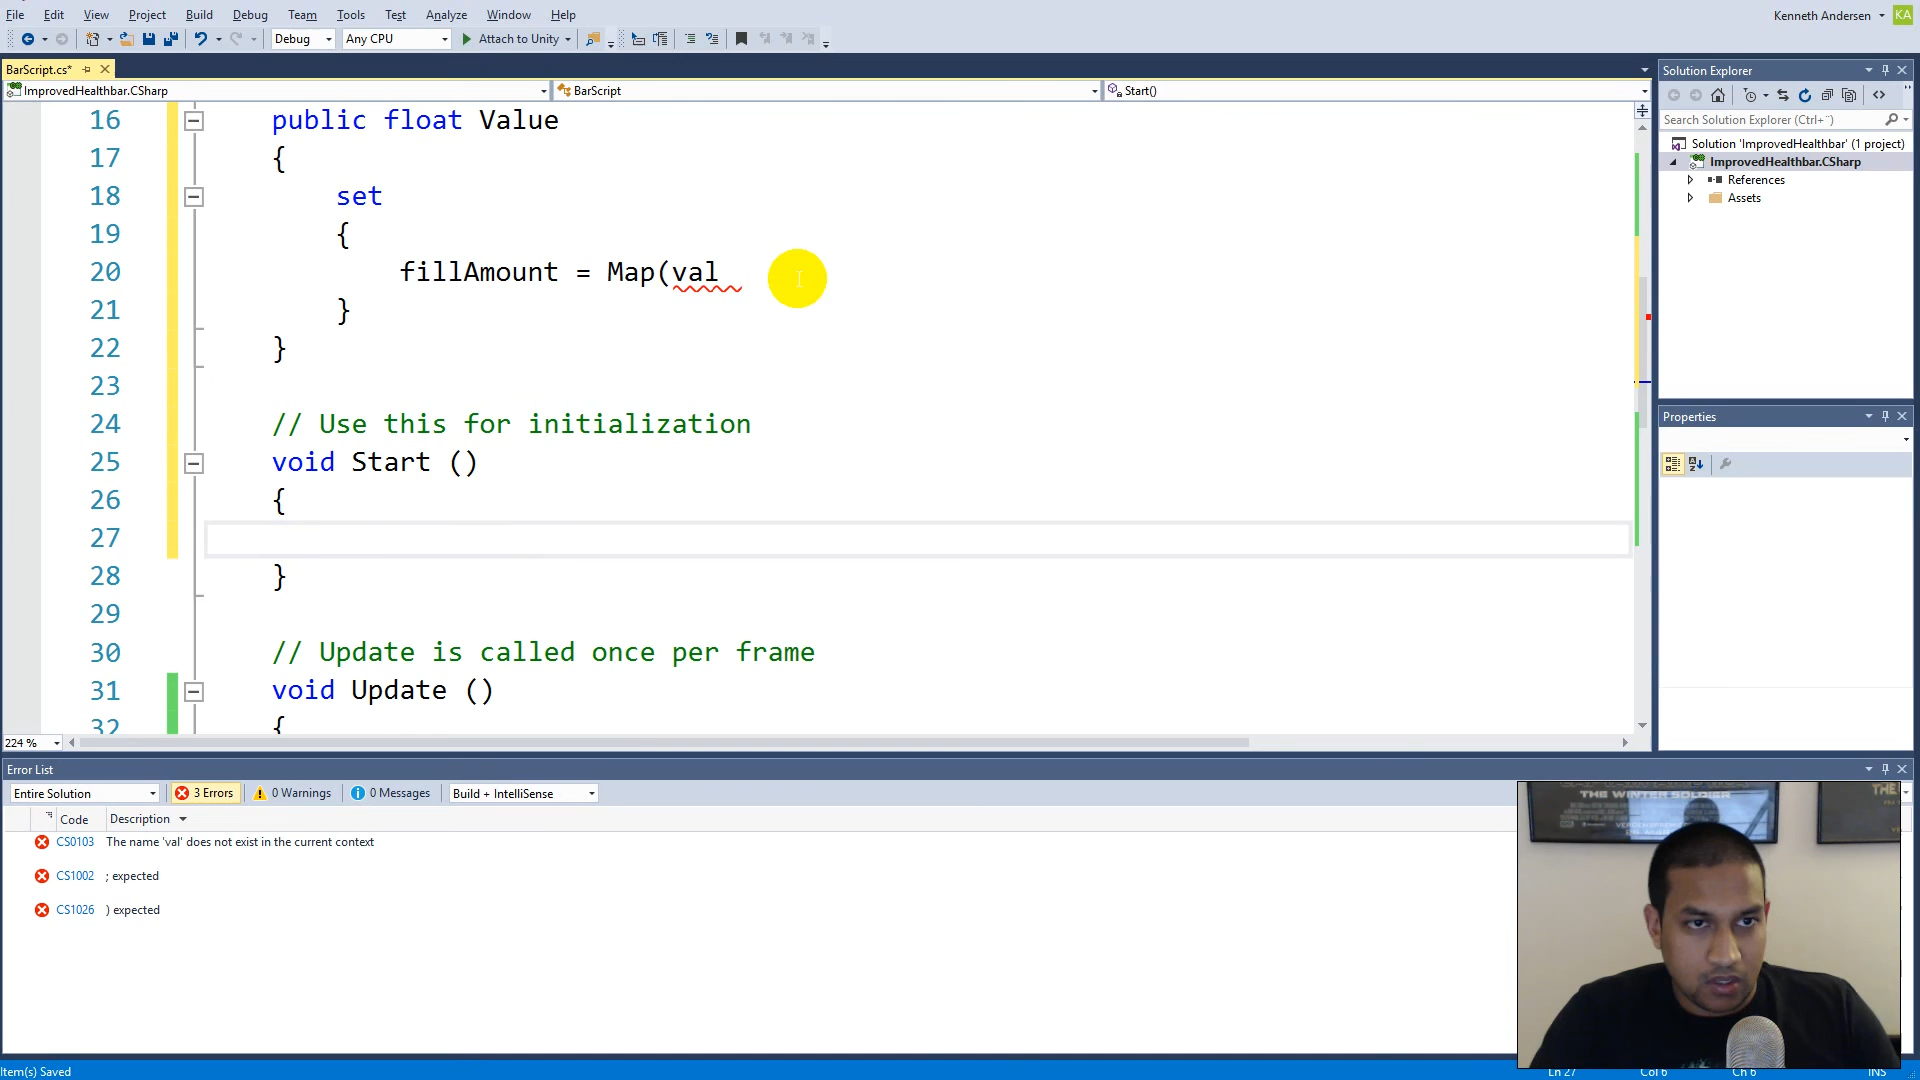 File Edit View Project Build Debug Team Tools Test Analyze Window Help
Kenneth Andersen KA
Debug Any CPU Attach to Unity
BarScript.cs*
ImprovedHealthbar.CSharp BarScript Start()
16 public float Value
17 {
18 set
19 {
20 fillAmount = Map(val
21 }
22 }
23
24 // Use this for initialization
25 void Start ()
26 {
27
28 }
29
30 // Update is called once per frame
31 void Update ()
32 {
224 %
Solution Explorer
Search Solution Explorer (Ctrl+¨)
Solution 'ImprovedHealthbar' (1 project)
ImprovedHealthbar.CSharp
References
Assets
Properties
Error List
Entire Solution 3 Errors 0 Warnings 0 Messages Build + IntelliSense
Code Description
CS0103 The name 'val' does not exist in the current context
CS1002 ; expected
CS1026 ) expected
THE WINTER SOLDIER
THE
Item(s) Saved
Ln 27 Col 6 Ch 6 INS